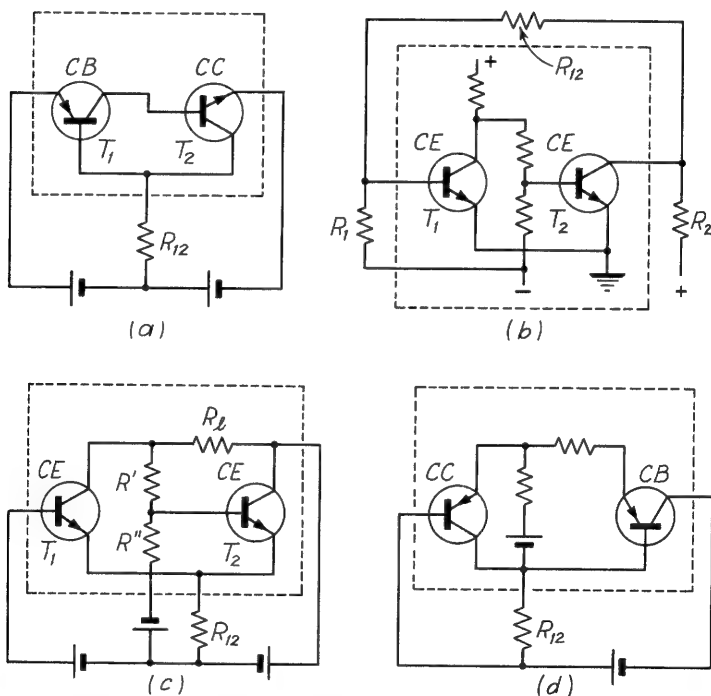 CB CC
T1 T2
R12
(a)
R12
+
CE CE
R1 T1 T2 R2
− +
(b)
Rℓ
CE R' CE
T1 R" T2
R12
(c)
CC CB
R12
(d)